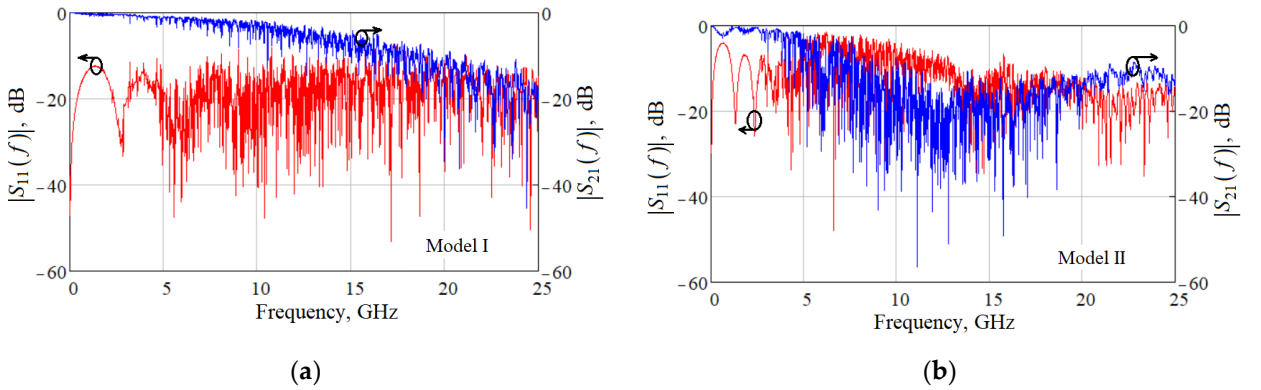 0
−20
−40
−60
|S11(f)|, dB
0
−20
−40
−60
|S21(f)|, dB
Model I
0 5 10 15 20 25
Frequency, GHz
(a)
0
−20
−40
−60
|S11(f)|, dB
0
−20
−40
−60
|S21(f)|, dB
Model II
0 5 10 15 20 25
Frequency, GHz
(b)